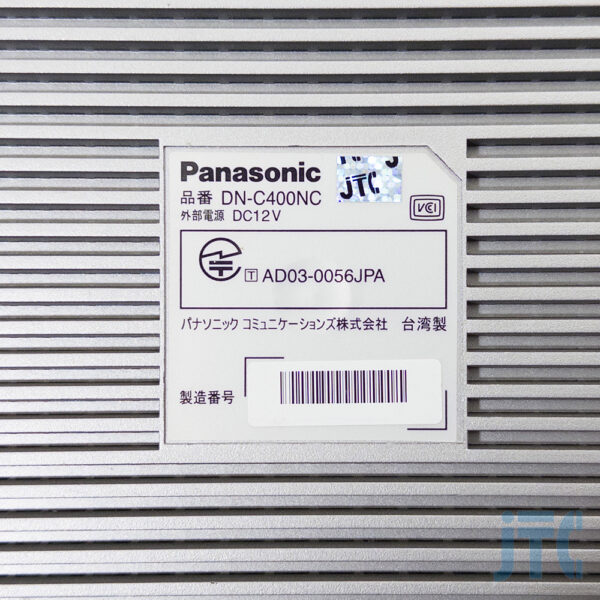 Panasonic
JTC
品番 DN-C400NC
外部電源 DC12V
VCCI
T AD03-0056JPA
パナソニック コミュニケーションズ株式会社 台湾製
製造番号
JTC